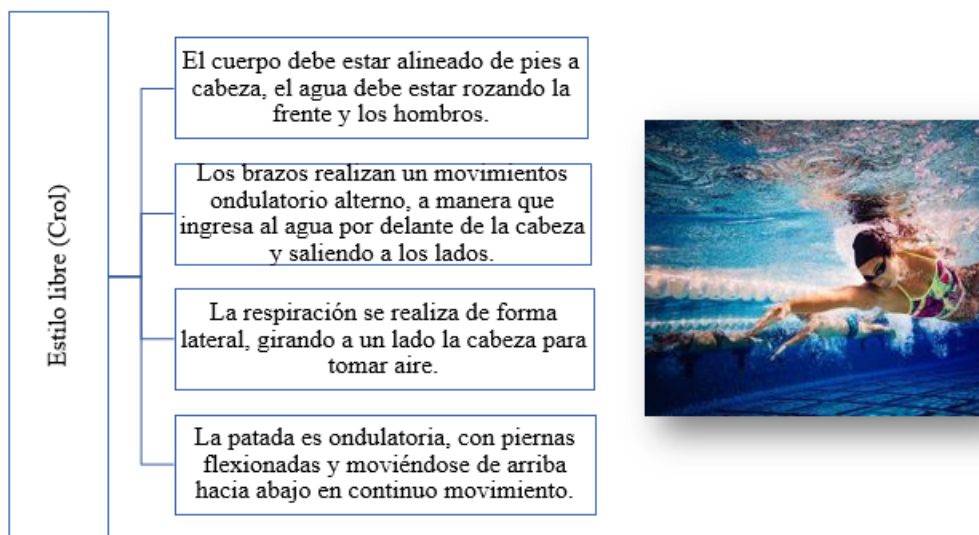 Estilo libre (Crol)
El cuerpo debe estar alineado de pies a
cabeza, el agua debe estar rozando la
frente y los hombros.
Los brazos realizan un movimientos
ondulatorio alterno, a manera que
ingresa al agua por delante de la cabeza
y saliendo a los lados.
La respiración se realiza de forma
lateral, girando a un lado la cabeza para
tomar aire.
La patada es ondulatoria, con piernas
flexionadas y moviéndose de arriba
hacia abajo en continuo movimiento.